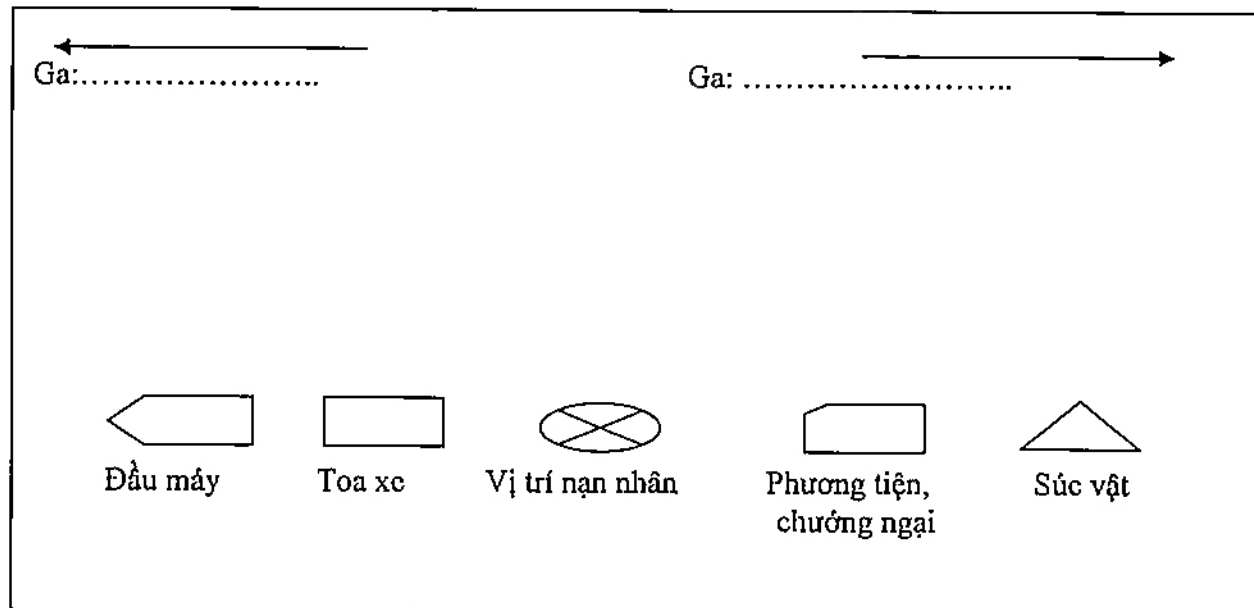 Ga:......................
Ga: .........................
Đầu máy
Toa xe
Vị trí nạn nhân
Phương tiện,
chướng ngại
Súc vật